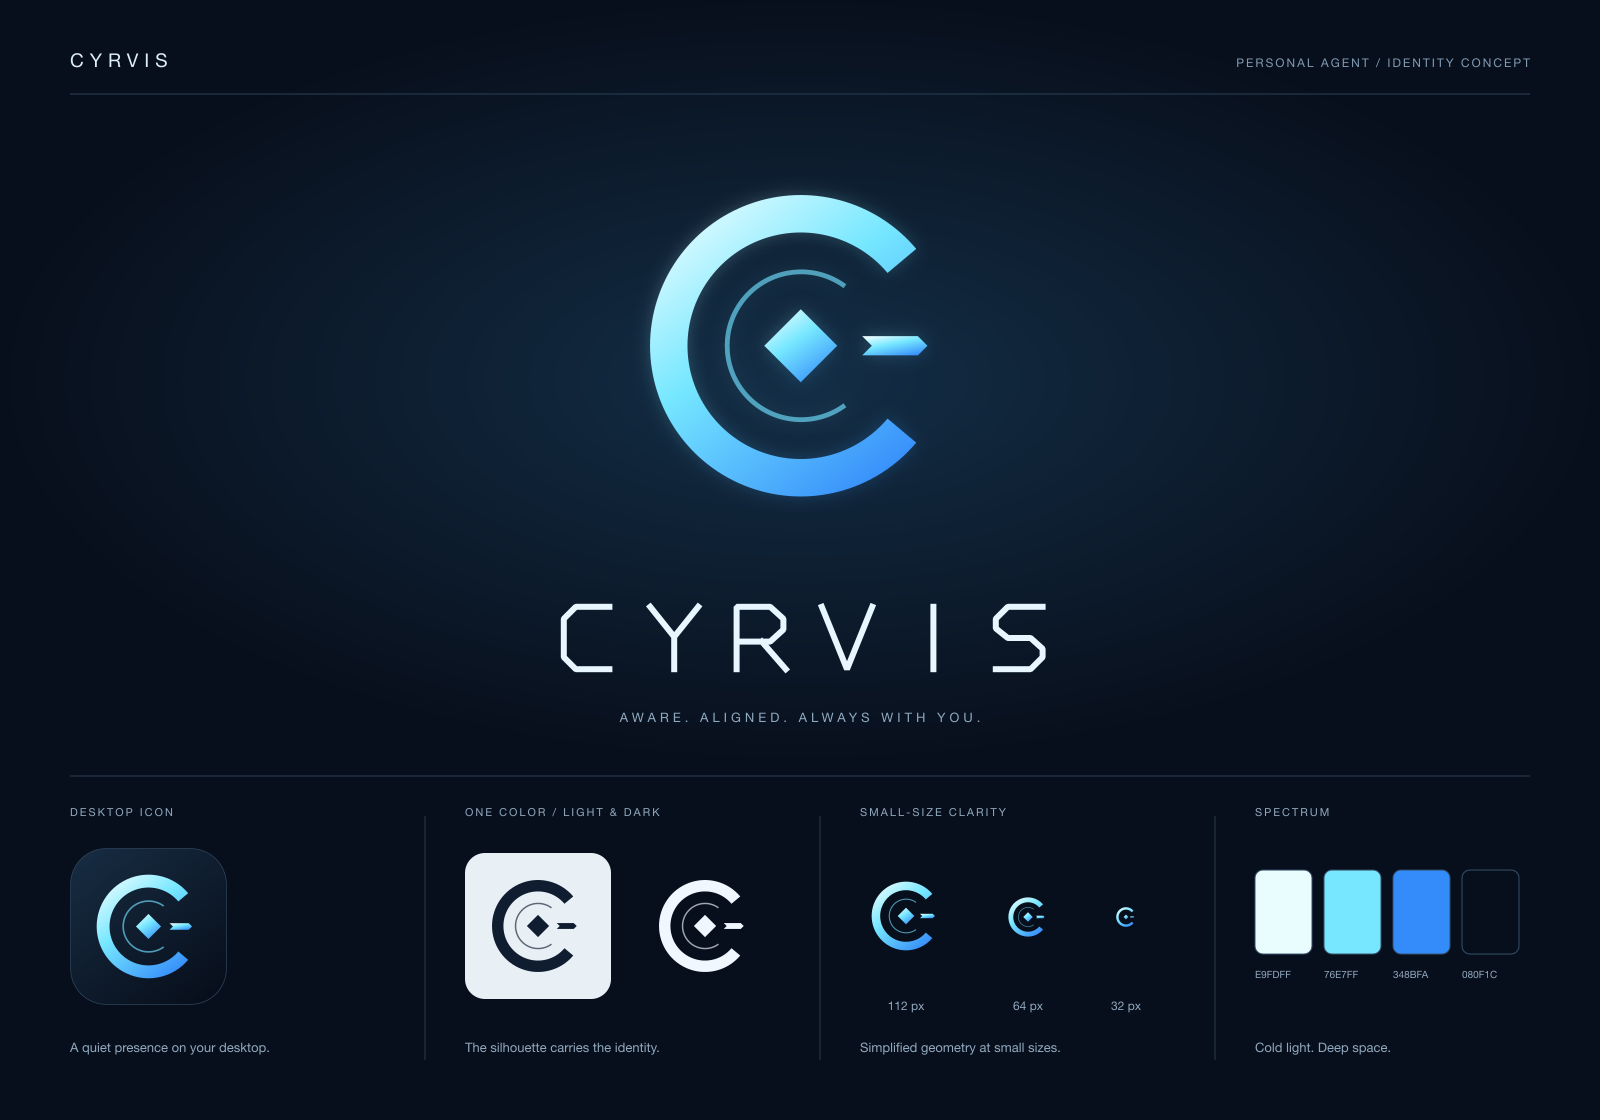 CYRVIS
PERSONAL AGENT / IDENTITY CONCEPT
CYRVIS
AWARE. ALIGNED. ALWAYS WITH YOU.
DESKTOP ICON
A quiet presence on your desktop.
ONE COLOR / LIGHT & DARK
The silhouette carries the identity.
SMALL-SIZE CLARITY
112 px
64 px
32 px
Simplified geometry at small sizes.
SPECTRUM
E9FDFF
76E7FF
348BFA
080F1C
Cold light. Deep space.